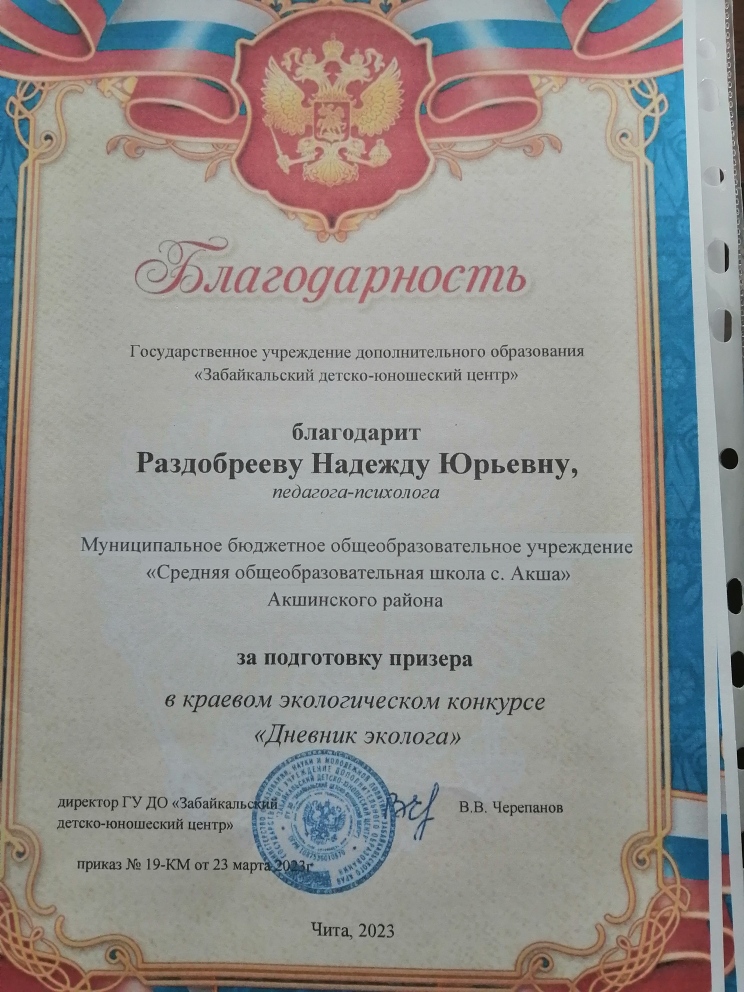 Благодарность
Государственное учреждение дополнительного образования
«Забайкальский детско-юношеский центр»
благодарит
Раздобрееву Надежду Юрьевну,
педагога-психолога
Муниципальное бюджетное общеобразовательное учреждение
«Средняя общеобразовательная школа с. Акша»
Акшинского района
за подготовку призера
в краевом экологическом конкурсе
«Дневник эколога»
директор ГУ ДО «Забайкальский
детско-юношеский центр»
В.В. Черепанов
приказ № 19-КМ от 23 марта 2023г
Чита, 2023